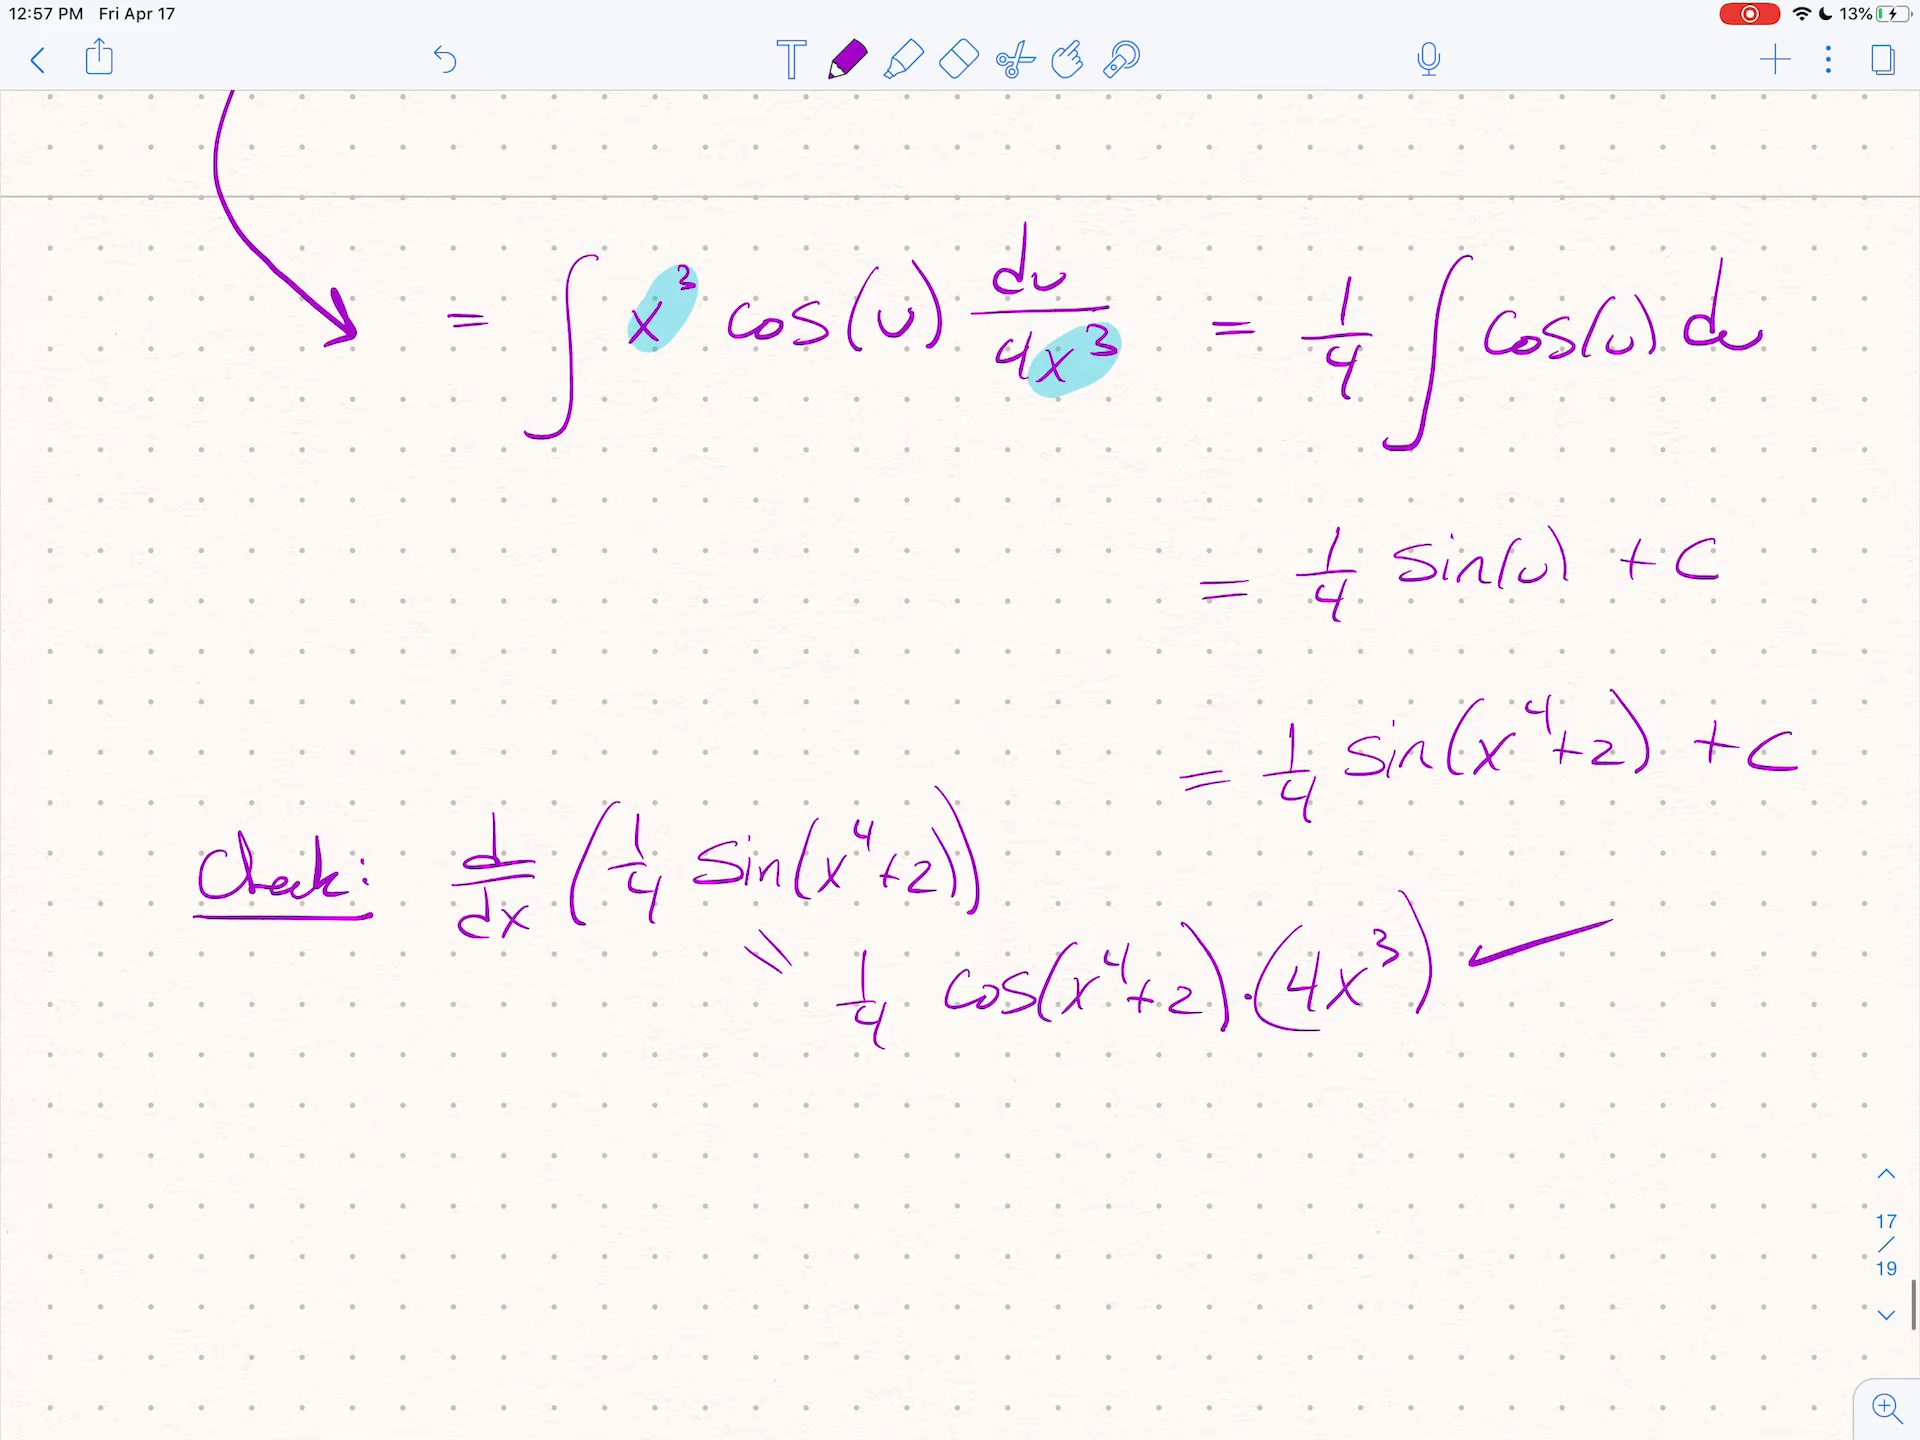 12:57 PM Fri Apr 17 13%
T
= ∫ x³ cos(u) du/4x³ = 1/4 ∫ cos(u) du
= 1/4 sin(u) + C
= 1/4 sin(x⁴+2) + C
Check: d/dx (1/4 sin(x⁴+2))
= 1/4 cos(x⁴+2)·(4x³) ✓
17
/
19